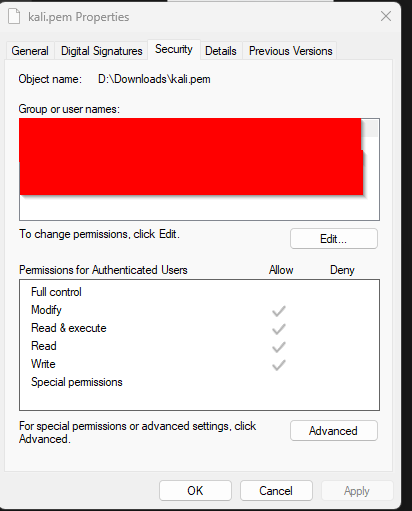 kali.pem Properties
General Digital Signatures Security Details Previous Versions
Object name: D:\Downloads\kali.pem
Group or user names:
To change permissions, click Edit.
Edit...
Permissions for Authenticated Users Allow Deny
Full control
Modify
Read & execute
Read
Write
Special permissions
For special permissions or advanced settings, click
Advanced.
Advanced
OK Cancel Apply